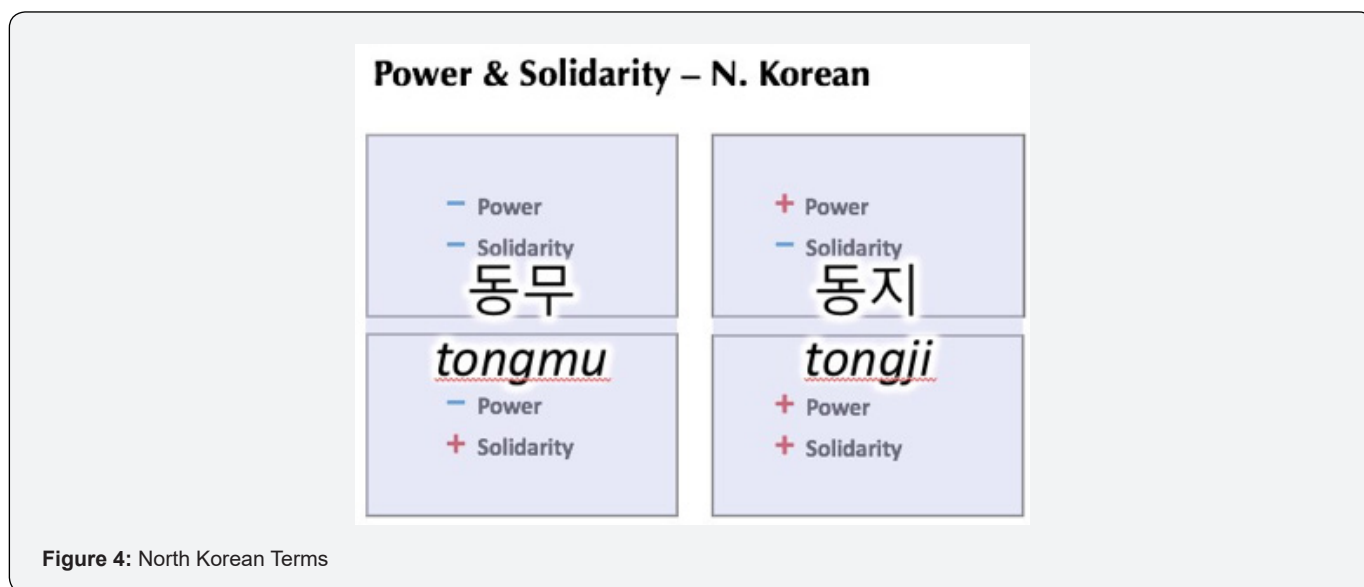 Power & Solidarity – N. Korean
− Power
− Solidarity
동무
tongmu
− Power
+ Solidarity
+ Power
− Solidarity
동지
tongji
+ Power
+ Solidarity
Figure 4: North Korean Terms